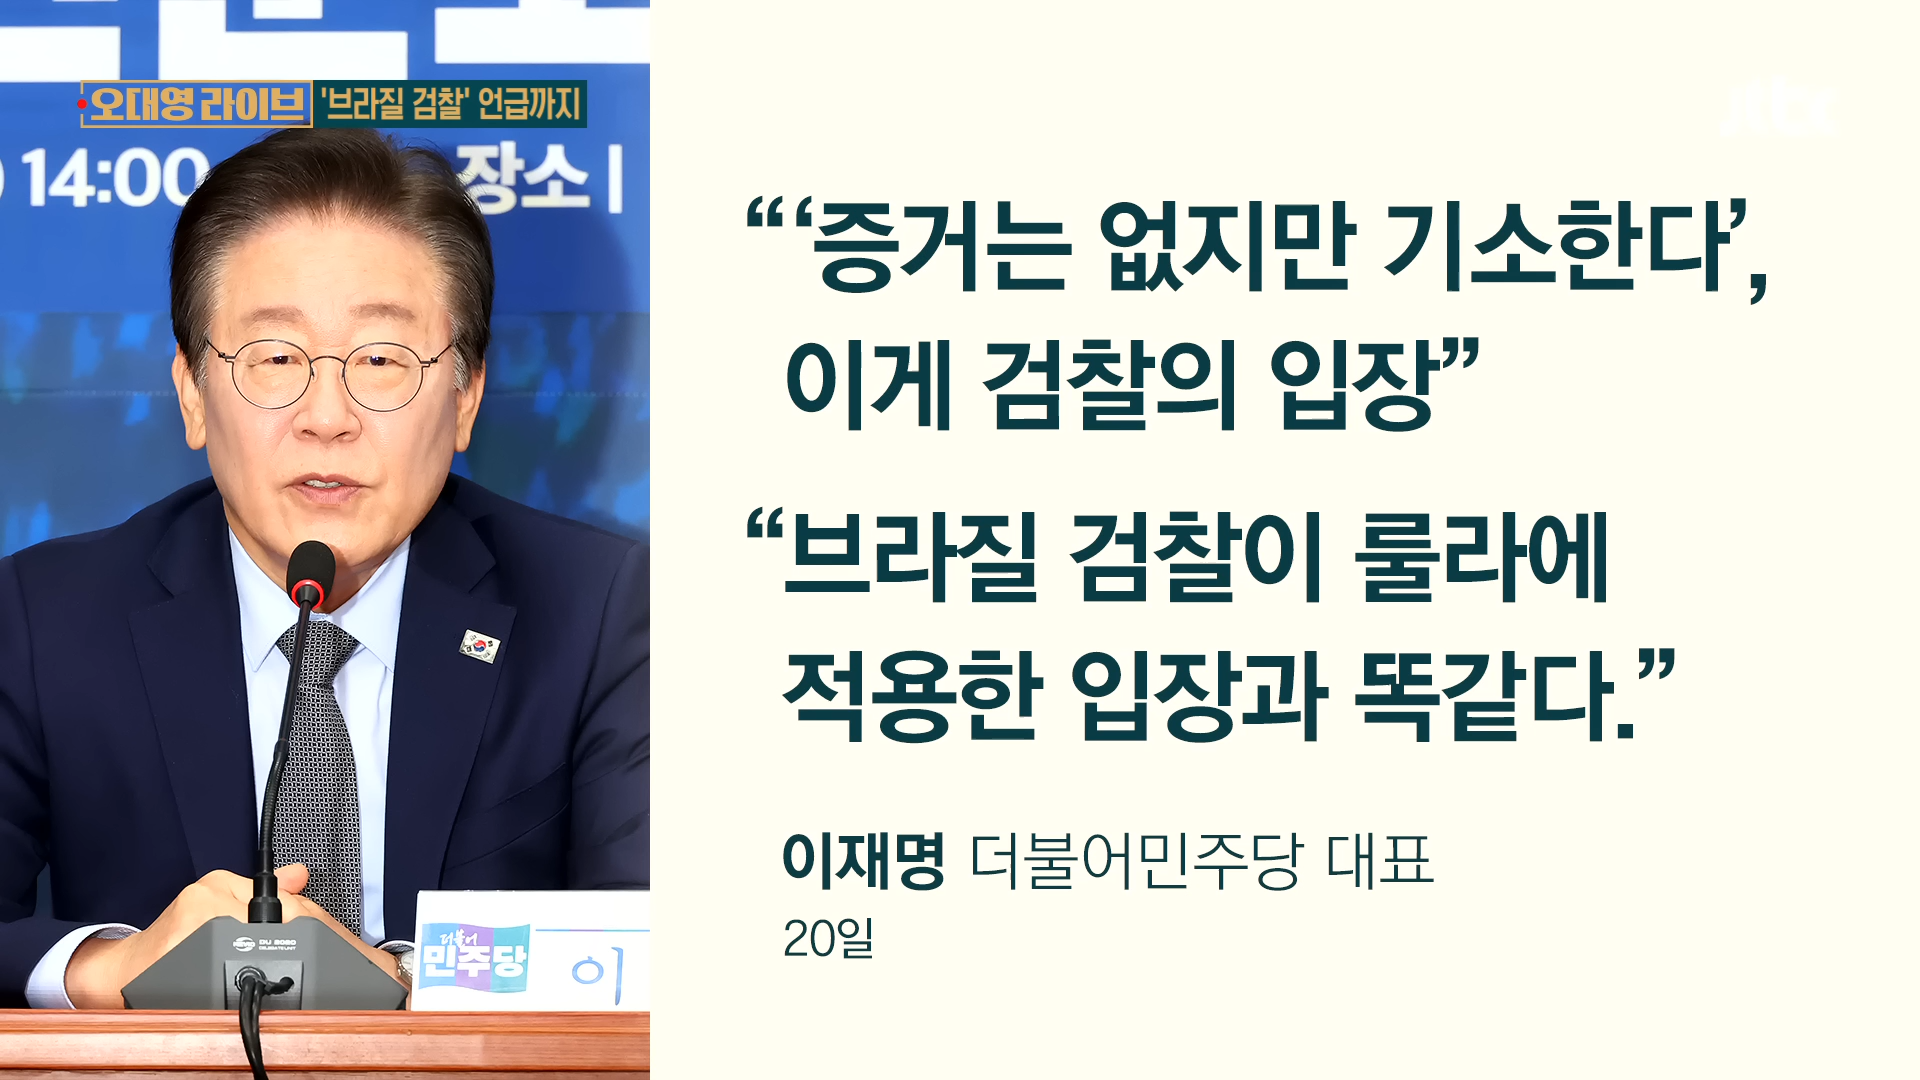 오대영 라이브 '브라질 검찰' 언급까지
jtbc
14:00
장소 |
“‘증거는 없지만 기소한다’,
이게 검찰의 입장”
“브라질 검찰이 룰라에
적용한 입장과 똑같다.”
이재명 더불어민주당 대표
20일
더불어
민주당
이